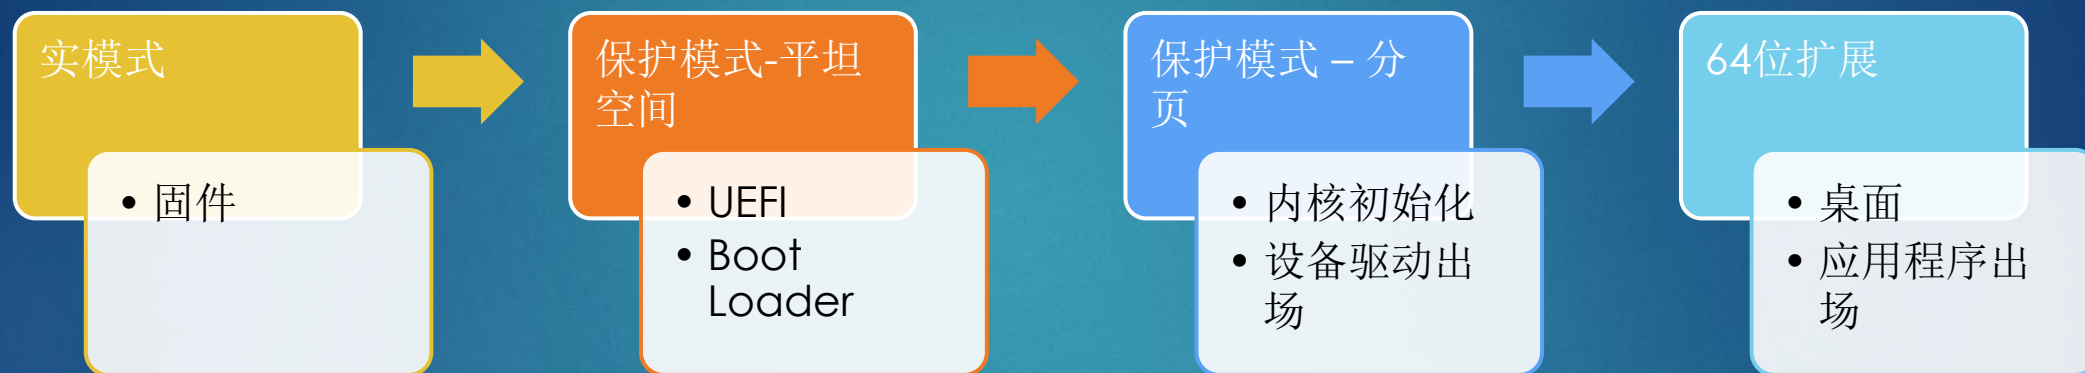 实模式
• 固件
保护模式-平坦
空间
• UEFI
• Boot
Loader
保护模式 – 分
页
• 内核初始化
• 设备驱动出
场
64位扩展
• 桌面
• 应用程序出
场